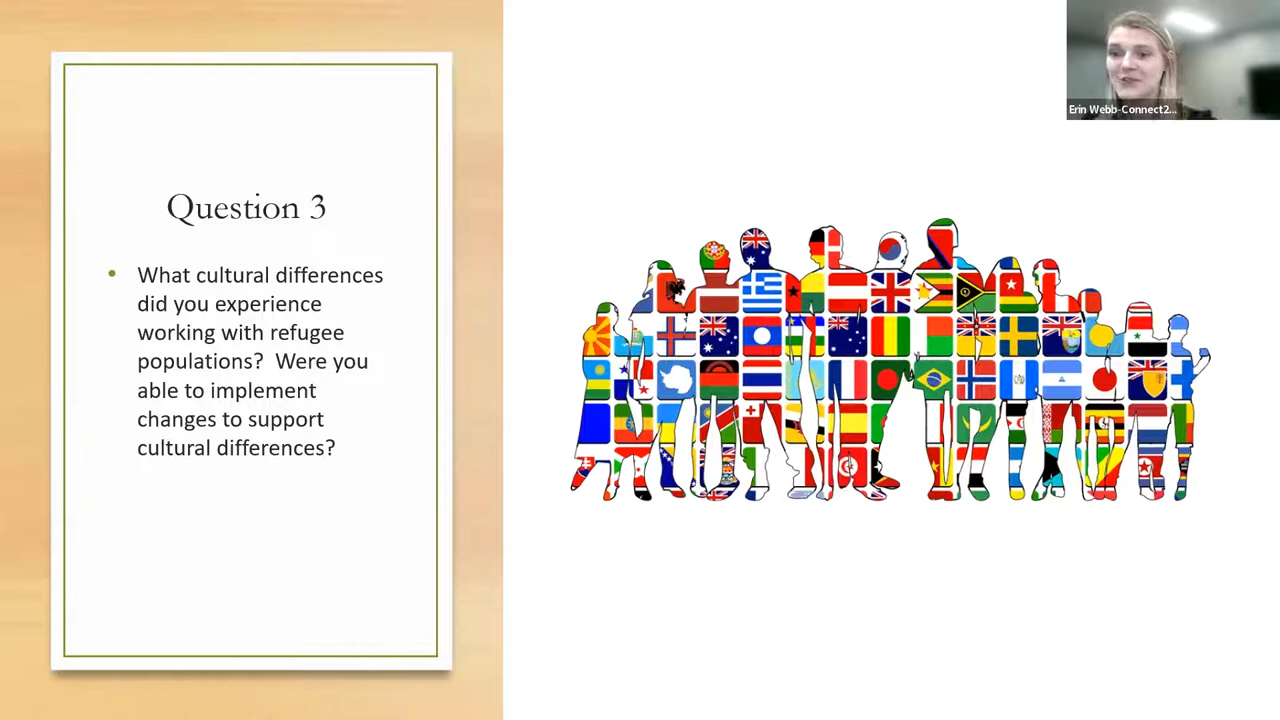 Question 3
• What cultural differences
did you experience
working with refugee
populations?  Were you
able to implement
changes to support
cultural differences?
Erin Webb-Connect2...